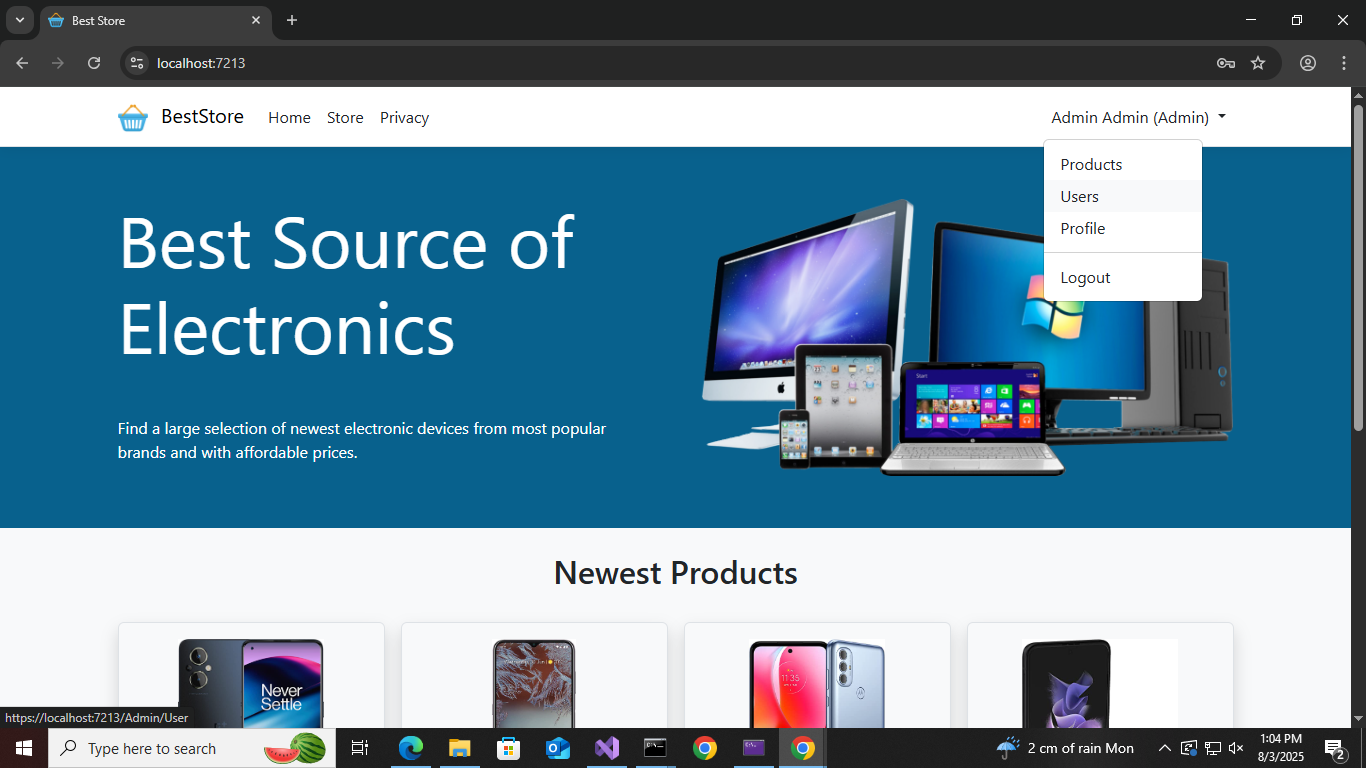 Best Store
localhost:7213
BestStore
Home
Store
Privacy
Admin Admin (Admin)
Products
Users
Profile
Logout
Best Source of
Electronics
Find a large selection of newest electronic devices from most popular
brands and with affordable prices.
Start
Newest Products
Never
Settle
11:35
https://localhost:7213/Admin/User
Type here to search
2 cm of rain Mon
1:04 PM
8/3/2025
2